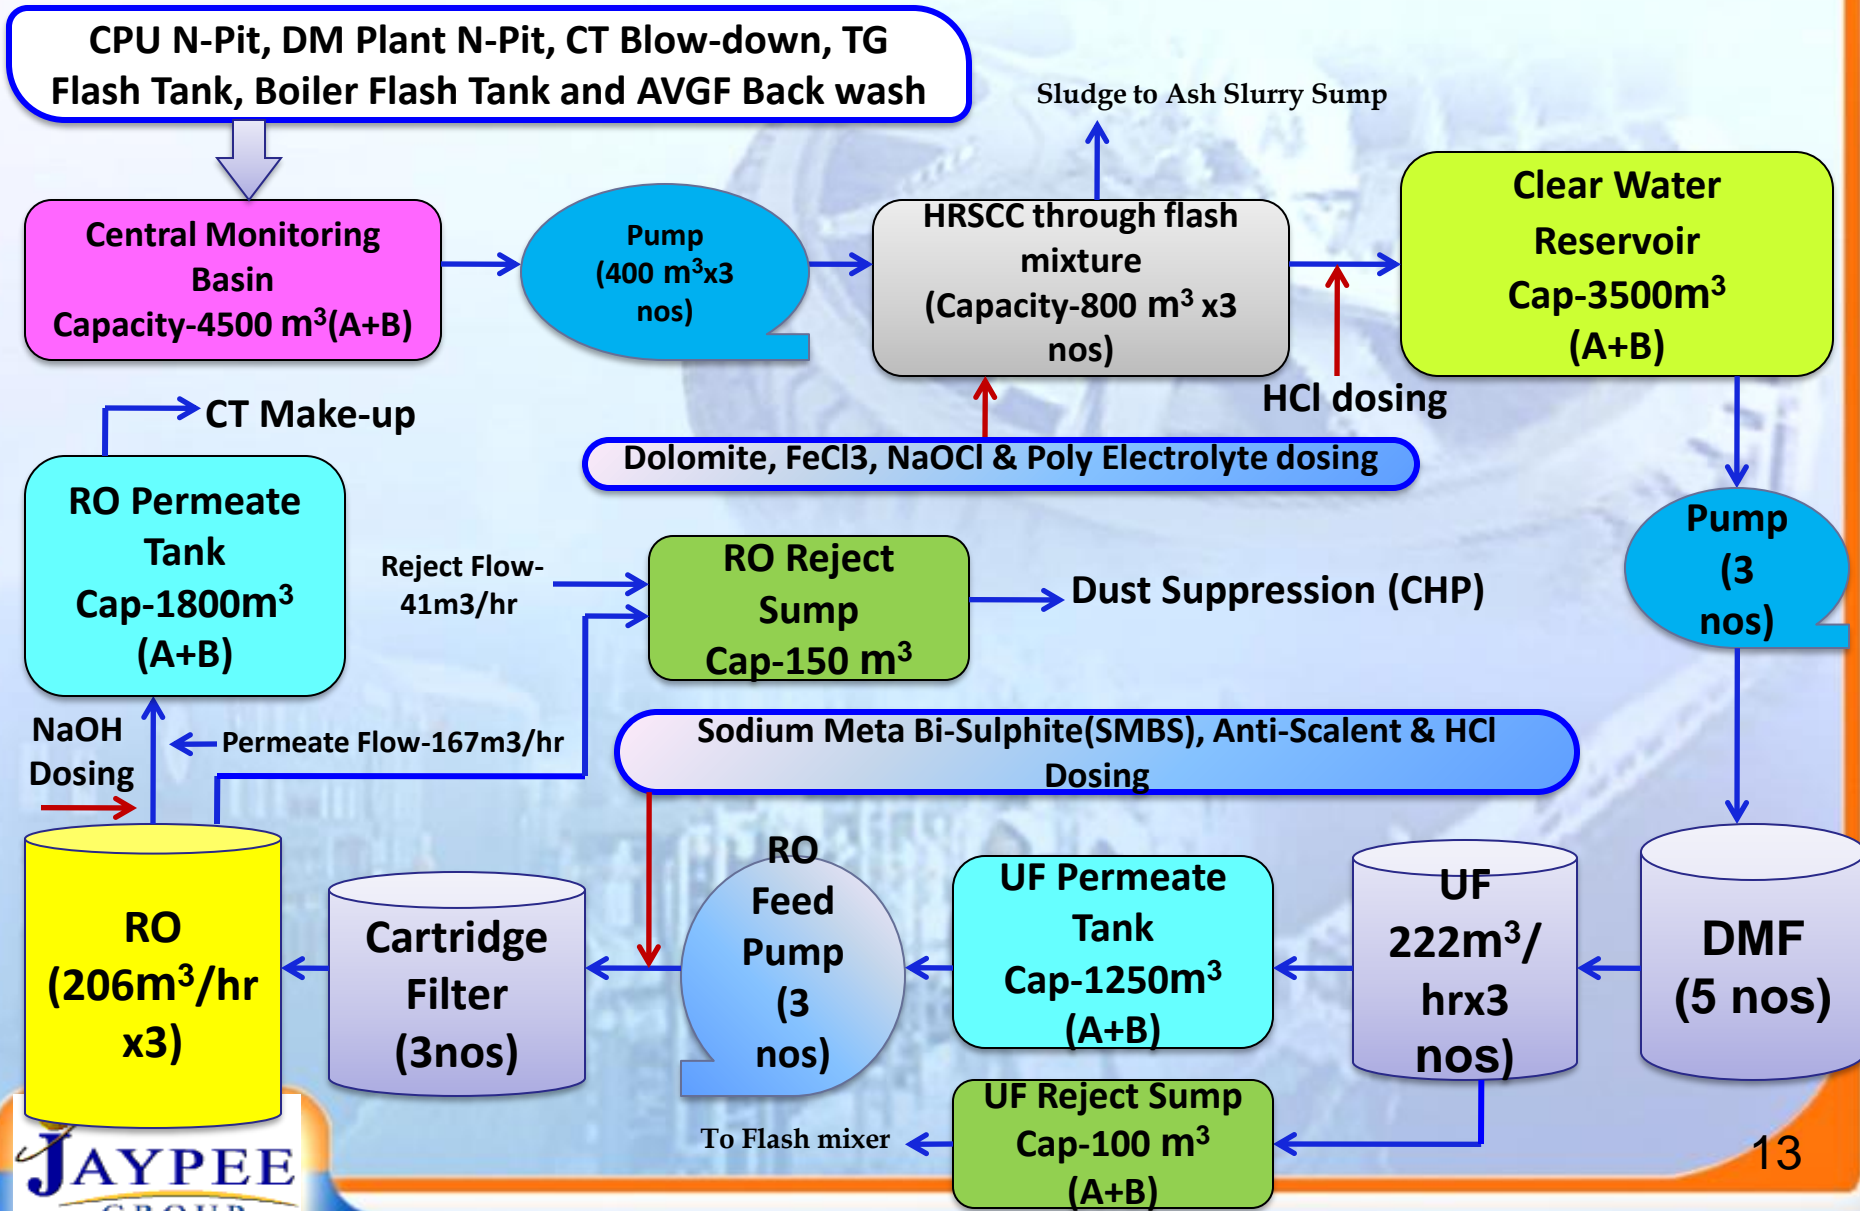 CPU N-Pit, DM Plant N-Pit, CT Blow-down, TG
Flash Tank, Boiler Flash Tank and AVGF Back wash
Sludge to Ash Slurry Sump
Central Monitoring
Basin
Capacity-4500 m³(A+B)
Pump
(400 m³x3
nos)
HRSCC through flash
mixture
(Capacity-800 m³ x3
nos)
Clear Water
Reservoir
Cap-3500m³
(A+B)
HCl dosing
CT Make-up
Dolomite, FeCl3, NaOCl & Poly Electrolyte dosing
RO Permeate
Tank
Cap-1800m³
(A+B)
Reject Flow-
41m3/hr
RO Reject
Sump
Cap-150 m³
Dust Suppression (CHP)
Pump
(3
nos)
NaOH
Dosing
Permeate Flow-167m3/hr
Sodium Meta Bi-Sulphite(SMBS), Anti-Scalent & HCl
Dosing
RO
(206m³/hr
x3)
Cartridge
Filter
(3nos)
RO
Feed
Pump
(3
nos)
UF Permeate
Tank
Cap-1250m³
(A+B)
UF
222m³/
hrx3
nos)
DMF
(5 nos)
To Flash mixer
UF Reject Sump
Cap-100 m³
(A+B)
13
JAYPEE
GROUP